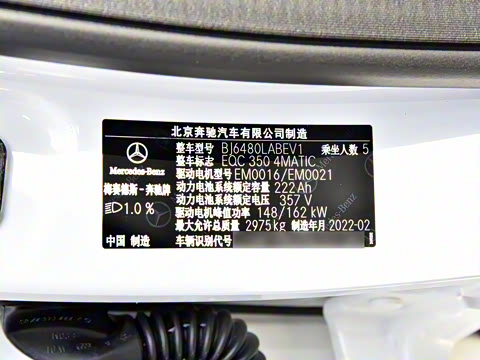 北京奔驰汽车有限公司制造
整车型号 BJ6480LABEV1 乘坐人数 5
整车标志 EQC 350 4MATIC
驱动电机型号 EM0016/EM0021
动力电池系统额定容量 222Ah
动力电池系统额定电压 357 V
驱动电机峰值功率 148/162 kW
最大允许总质量 2975kg 制造年月 2022-02
车辆识别代号
Mercedes-Benz
梅赛德斯-奔驰牌
1.0 %
中国 制造